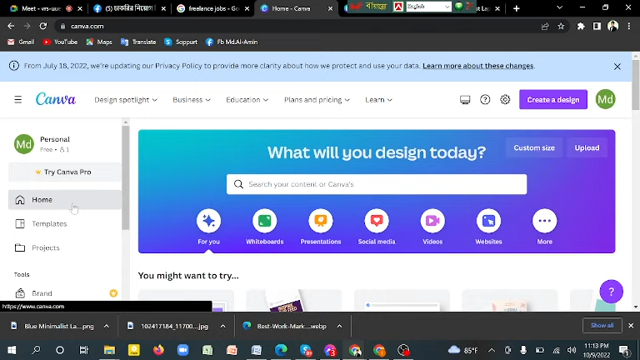 Meet – ws-uuxi
চাকরির নিয়োগ
freelance jobs - Go
Home - Canva
English
canva.com
Gmail
YouTube
Maps
Translate
Support
Fb Md.Al-Amin
From July 18, 2022, we're updating our Privacy Policy to provide more clarity about how we protect and use your data. Learn more about these changes.
Canva
Design spotlight
Business
Education
Plans and pricing
Learn
Create a design
Md
Md
Personal
Free • 1
Try Canva Pro
Home
Templates
Projects
Tools
Brand
What will you design today?
Custom size
Upload
Search your content or Canva's
For you
Whiteboards
Presentations
Social media
Videos
Websites
More
You might want to try...
?
https://www.canva.com
Blue Minimalist La....png
102417184_11700....jpg
Best-Work-Mark....webp
Show all
85°F
11:13 PM
10/9/2022